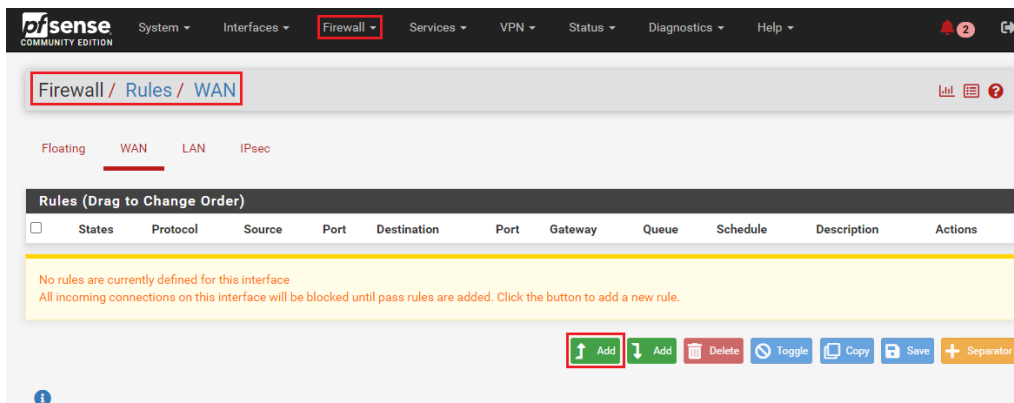 pfsense System Interfaces Firewall Services VPN Status Diagnostics Help 2
COMMUNITY EDITION
Firewall / Rules / WAN
Floating WAN LAN IPsec
Rules (Drag to Change Order)
States Protocol Source Port Destination Port Gateway Queue Schedule Description Actions
No rules are currently defined for this interface
All incoming connections on this interface will be blocked until pass rules are added. Click the button to add a new rule.
Add Add Delete Toggle Copy Save Separator